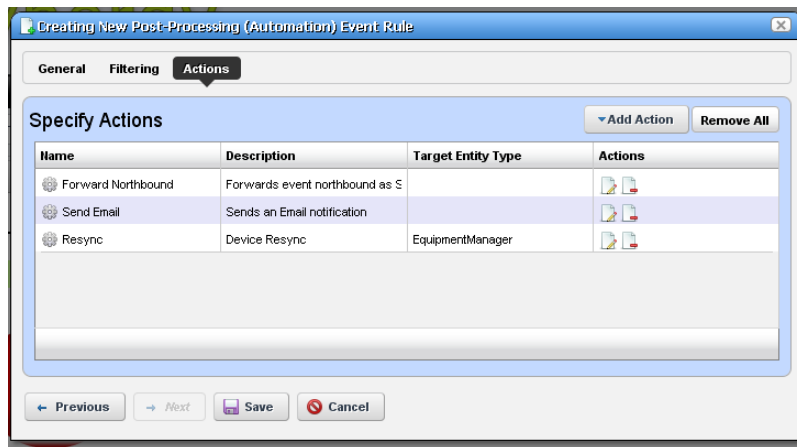 Creating New Post-Processing (Automation) Event Rule
General Filtering Actions
Specify Actions
Add Action Remove All
Name Description Target Entity Type Actions
Forward Northbound Forwards event northbound as S
Send Email Sends an Email notification
Resync Device Resync EquipmentManager
Previous Next Save Cancel